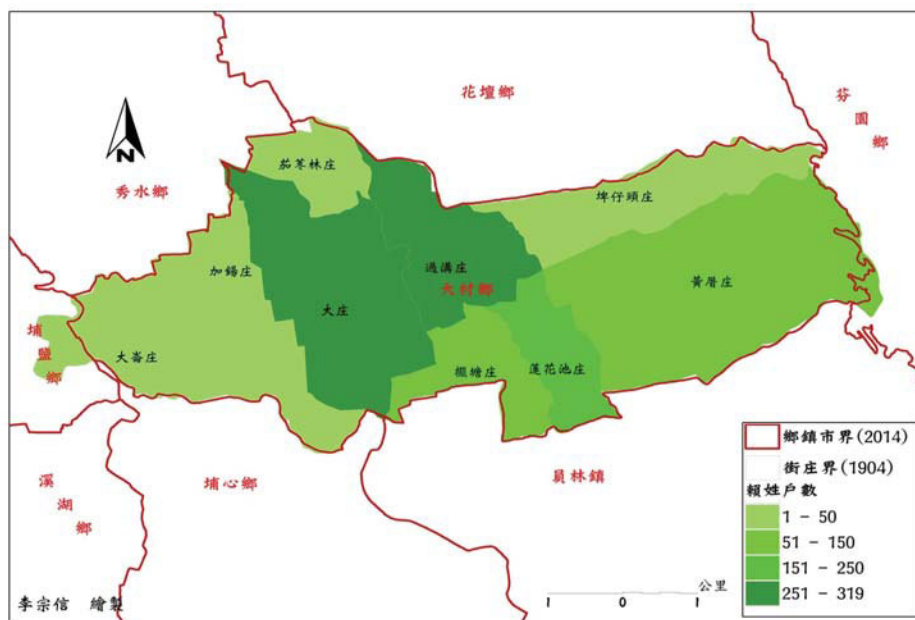 花壇鄉
芬園鄉
N
茄苳林庄
秀水鄉
埤仔頭庄
加錫庄
過溝庄
黃厝庄
大村鄉
大庄
埔鹽鄉
大崙庄
擺塘庄
蓮花池庄
鄉鎮市界(2014)
街庄界(1904)
賴姓戶數
1 - 50
51 - 150
151 - 250
251 - 319
員林鎮
埔心鄉
溪湖鄉
公里
1 0 1
李宗信 繪製